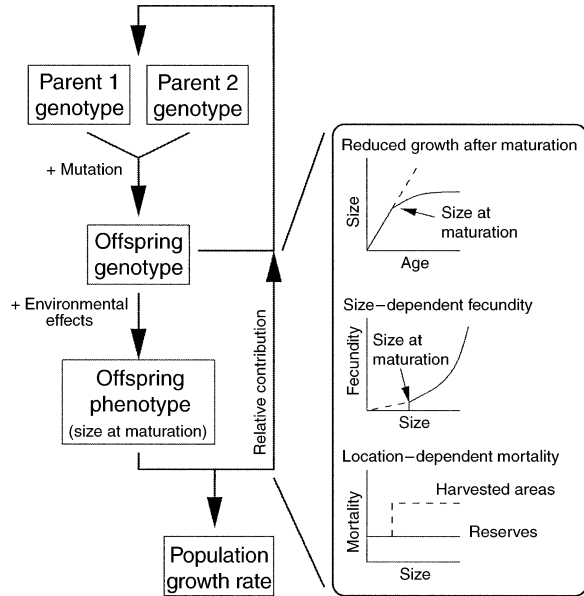 Parent 1
genotype
Parent 2
genotype
+ Mutation
Offspring
genotype
+ Environmental
effects
Offspring
phenotype
(size at maturation)
Relative contribution
Population
growth rate
Reduced growth after maturation
Size
Size at
maturation
Age
Size-dependent fecundity
Fecundity
Size at
maturation
Size
Location-dependent mortality
Mortality
Harvested areas
Reserves
Size